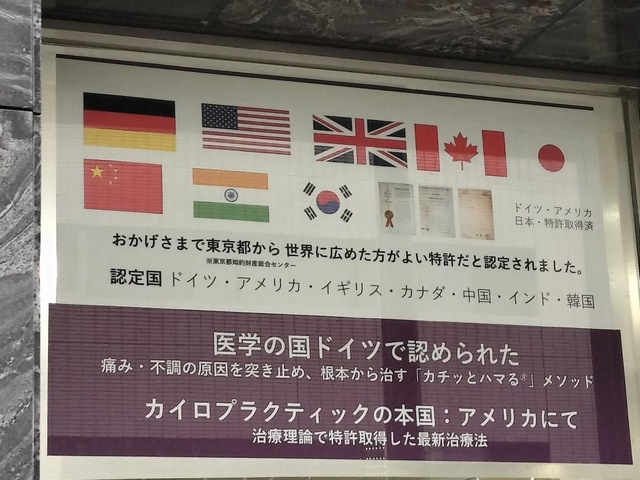 ドイツ・アメリカ
日本・特許取得済
おかげさまで東京都から 世界に広めた方がよい特許だと認定されました。
※東京都知的財産総合センター
認定国 ドイツ・アメリカ・イギリス・カナダ・中国・インド・韓国
医学の国ドイツで認められた
痛み・不調の原因を突き止め、根本から治す「カチッとハマる®」メソッド
カイロプラクティックの本国：アメリカにて
治療理論で特許取得した最新治療法